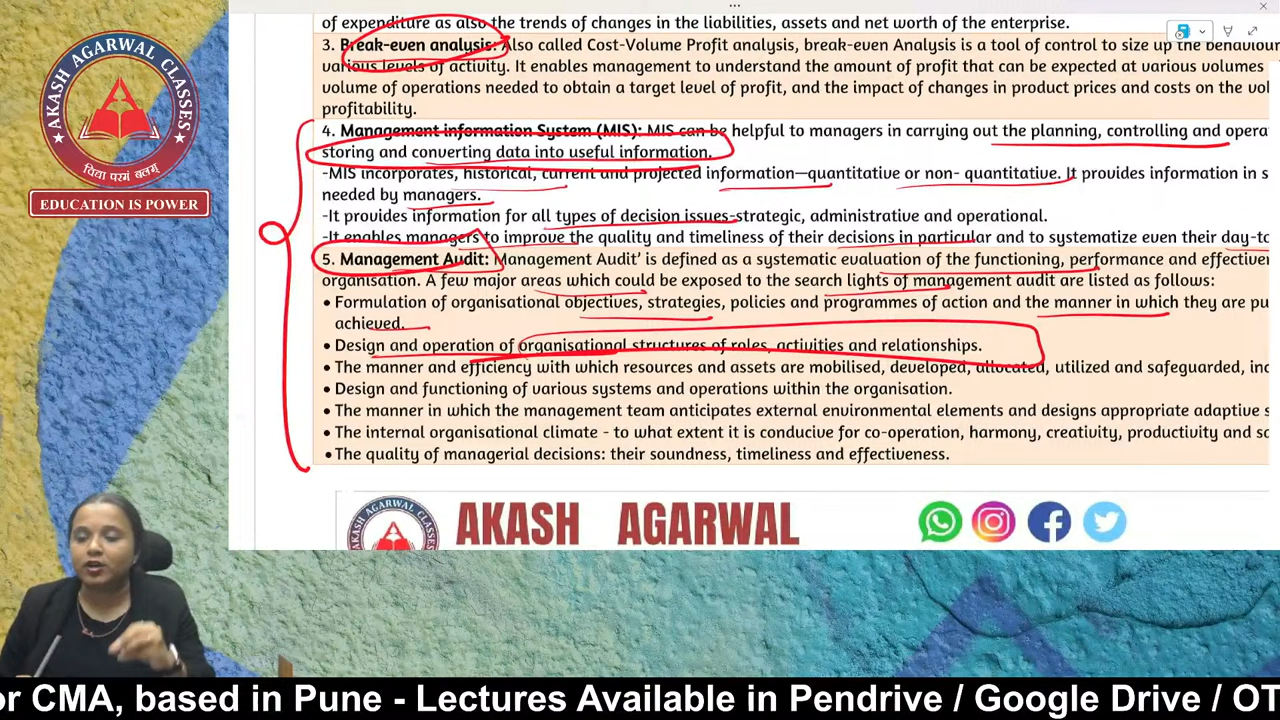 of expenditure as also the trends of changes in the liabilities, assets and net worth of the enterprise.
3. Break-even analysis: Also called Cost-Volume Profit analysis, break-even Analysis is a tool of control to size up the behaviour
various levels of activity. It enables management to understand the amount of profit that can be expected at various volumes
volume of operations needed to obtain a target level of profit, and the impact of changes in product prices and costs on the vol
profitability.
4. Management information System (MIS): MIS can be helpful to managers in carrying out the planning, controlling and opera
storing and converting data into useful information.
-MIS incorporates, historical, current and projected information—quantitative or non- quantitative. It provides information in s
needed by managers.
-It provides information for all types of decision issues-strategic, administrative and operational.
-It enables managers to improve the quality and timeliness of their decisions in particular and to systematize even their day-to
5. Management Audit: ‘Management Audit’ is defined as a systematic evaluation of the functioning, performance and effective
organisation. A few major areas which could be exposed to the search lights of management audit are listed as follows:
• Formulation of organisational objectives, strategies, policies and programmes of action and the manner in which they are pu
achieved.
• Design and operation of organisational structures of roles, activities and relationships.
• The manner and efficiency with which resources and assets are mobilised, developed, allocated, utilized and safeguarded, inc
• Design and functioning of various systems and operations within the organisation.
• The manner in which the management team anticipates external environmental elements and designs appropriate adaptive s
• The internal organisational climate - to what extent it is conducive for co-operation, harmony, creativity, productivity and sa
• The quality of managerial decisions: their soundness, timeliness and effectiveness.
AKASH AGARWAL CLASSES
विद्या परमं बलम्
EDUCATION IS POWER
AKASH AGARWAL CLASSES
AKASH AGARWAL
or CMA, based in Pune - Lectures Available in Pendrive / Google Drive / OT